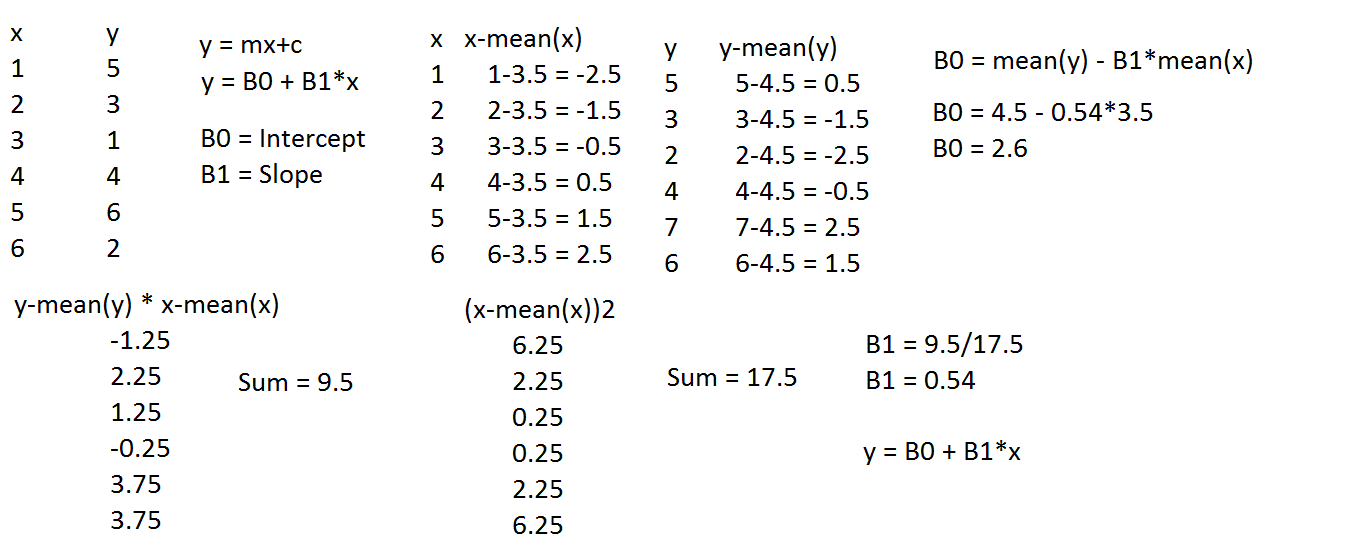 x y
1 5
2 3
3 1
4 4
5 6
6 2
y = mx+c
y = B0 + B1*x
B0 = Intercept
B1 = Slope
x x-mean(x)
1 1-3.5 = -2.5
2 2-3.5 = -1.5
3 3-3.5 = -0.5
4 4-3.5 = 0.5
5 5-3.5 = 1.5
6 6-3.5 = 2.5
y y-mean(y)
5 5-4.5 = 0.5
3 3-4.5 = -1.5
2 2-4.5 = -2.5
4 4-4.5 = -0.5
7 7-4.5 = 2.5
6 6-4.5 = 1.5
B0 = mean(y) - B1*mean(x)
B0 = 4.5 - 0.54*3.5
B0 = 2.6
y-mean(y) * x-mean(x)
-1.25
2.25
1.25
-0.25
3.75
3.75
Sum = 9.5
(x-mean(x))2
6.25
2.25
0.25
0.25
2.25
6.25
Sum = 17.5
B1 = 9.5/17.5
B1 = 0.54
y = B0 + B1*x